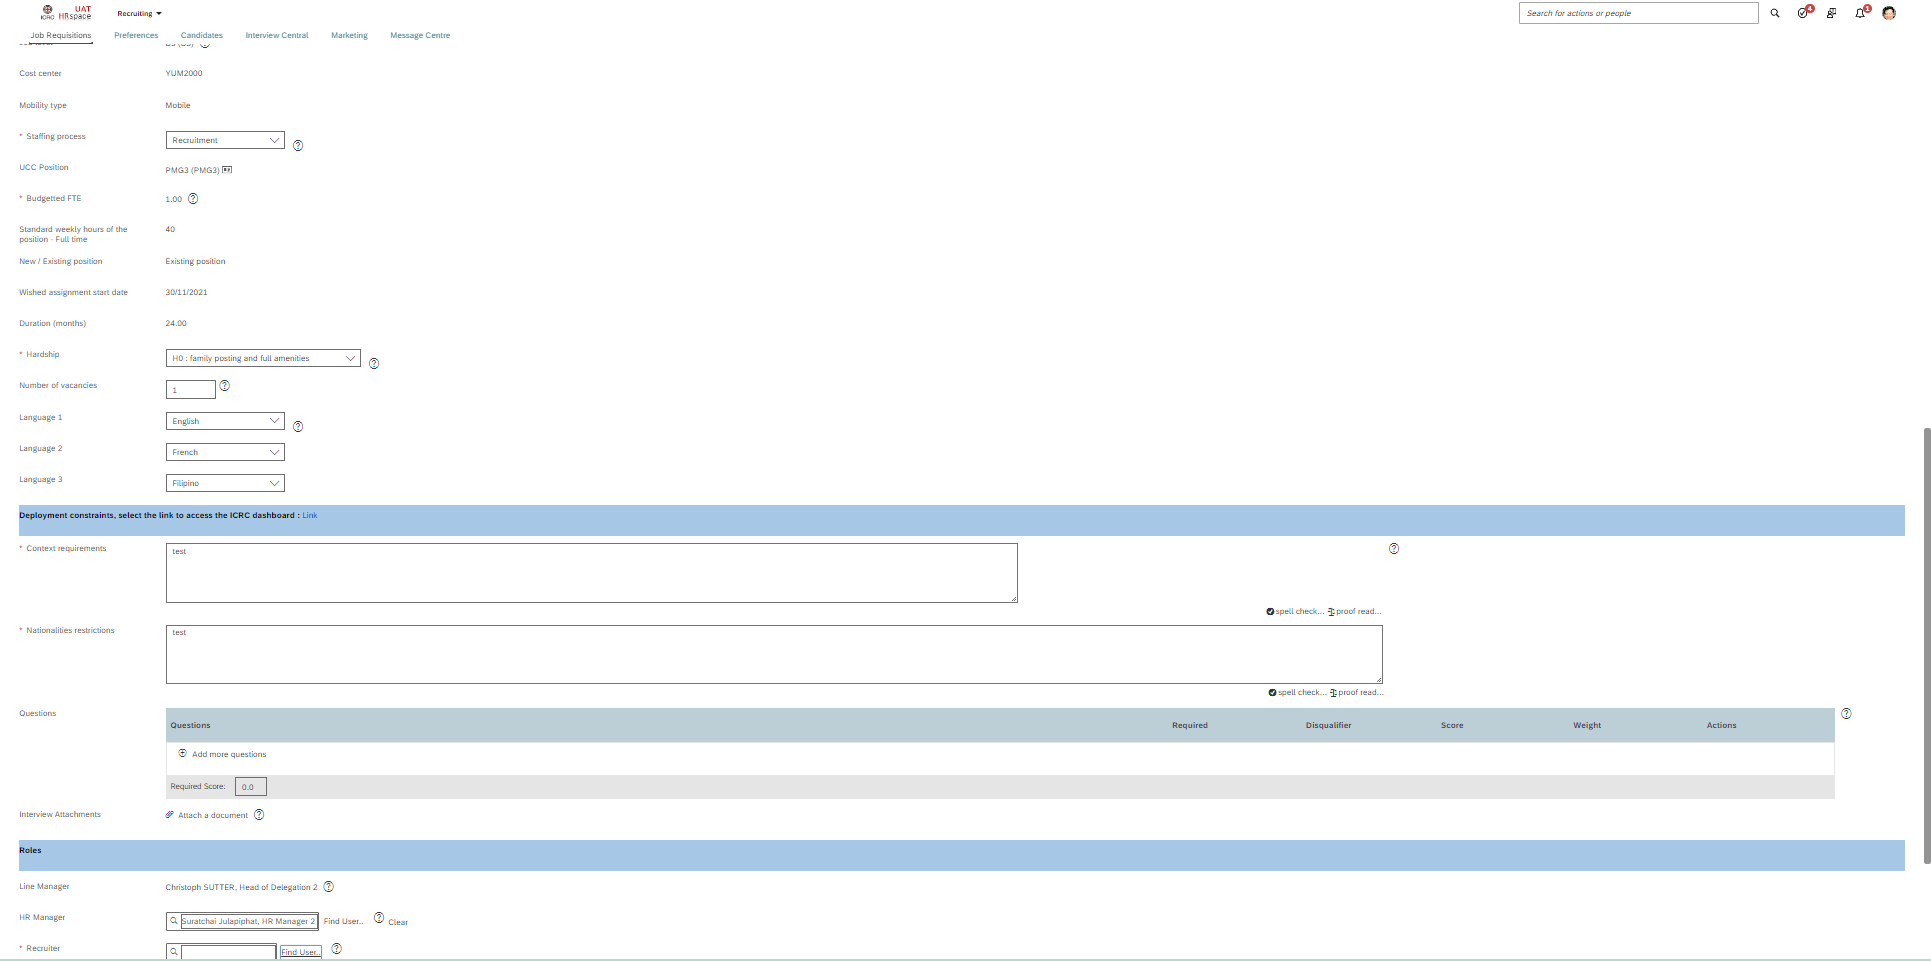 UAT
ICRC HRspace
Recruiting
Search for actions or people
4
1
Job Requisitions Preferences Candidates Interview Central Marketing Message Centre
Cost center YUM2000
Mobility type Mobile
* Staffing process Recruitment
UCC Position PMG3 (PMG3)
* Budgetted FTE 1.00
Standard weekly hours of the 40
position - Full time
New / Existing position Existing position
Wished assignment start date 30/11/2021
Duration (months) 24.00
* Hardship H0 : family posting and full amenities
Number of vacancies 1
Language 1 English
Language 2 French
Language 3 Filipino
Deployment constraints, select the link to access the ICRC dashboard : Link
* Context requirements test
spell check... proof read...
* Nationalities restrictions test
spell check... proof read...
Questions
Questions Required Disqualifier Score Weight Actions
Add more questions
Required Score: 0.0
Interview Attachments Attach a document
Roles
Line Manager Christoph SUTTER, Head of Delegation 2
HR Manager Suratchai Julapiphat, HR Manager 2 Find User... Clear
* Recruiter Find User...